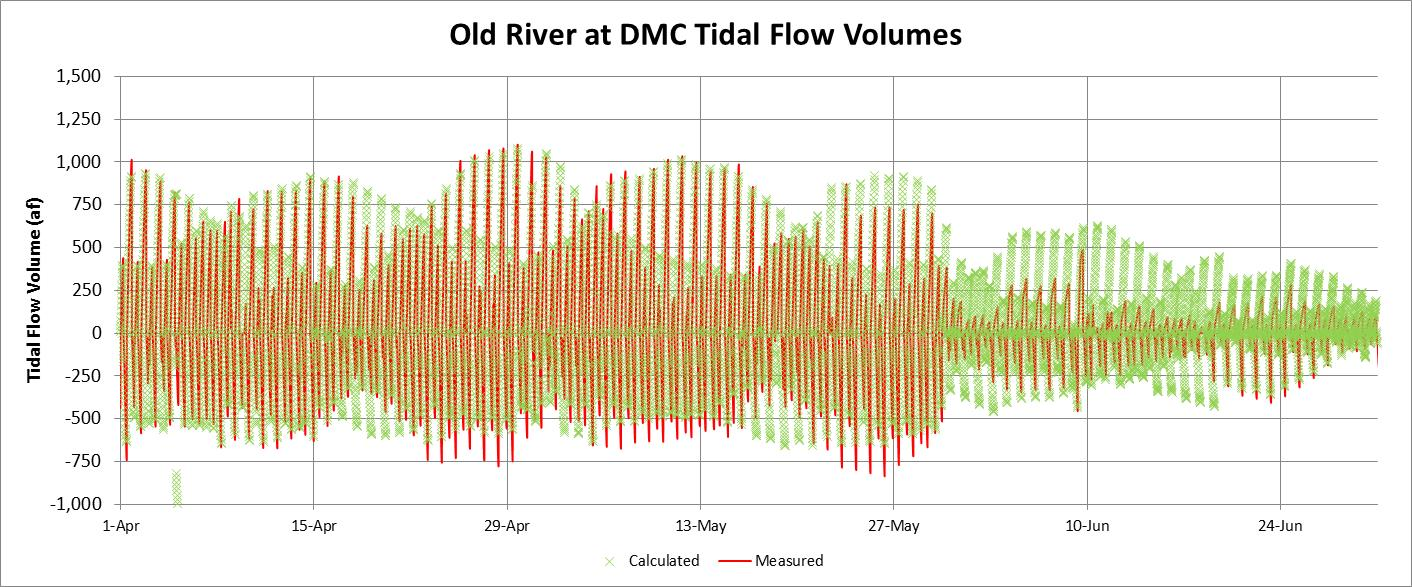 Old River at DMC Tidal Flow Volumes
Tidal Flow Volume (af)
1,500
1,250
1,000
750
500
250
0
-250
-500
-750
-1,000
1-Apr 15-Apr 29-Apr 13-May 27-May 10-Jun 24-Jun
Calculated Measured